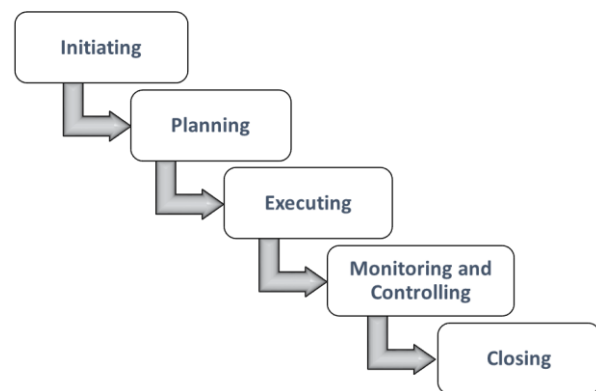 Initiating
Planning
Executing
Monitoring and
Controlling
Closing